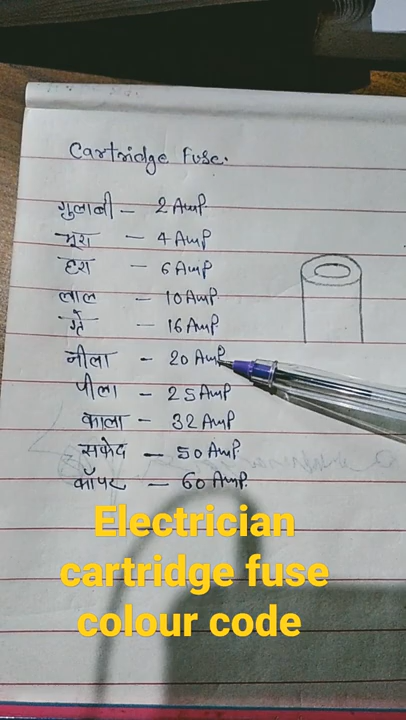 Cartridge Fuse.
गुलाबी - 2 Amp
भूरा - 4 Amp
हरा - 6 Amp
लाल - 10 Amp
ग्रे - 16 Amp
नीला - 20 Amp
पीला - 25 Amp
काला - 32 Amp
सफेद - 50 Amp
कॉपर - 60 Amp.
Electrician
cartridge fuse
colour code